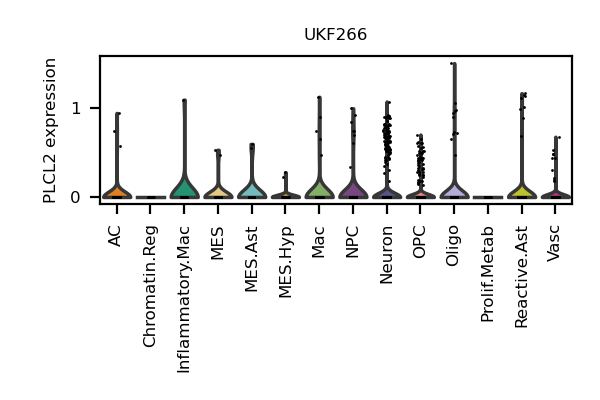 UKF266
PLCL2 expression
1
0
AC
Chromatin.Reg
Inflammatory.Mac
MES
MES.Ast
MES.Hyp
Mac
NPC
Neuron
OPC
Oligo
Prolif.Metab
Reactive.Ast
Vasc